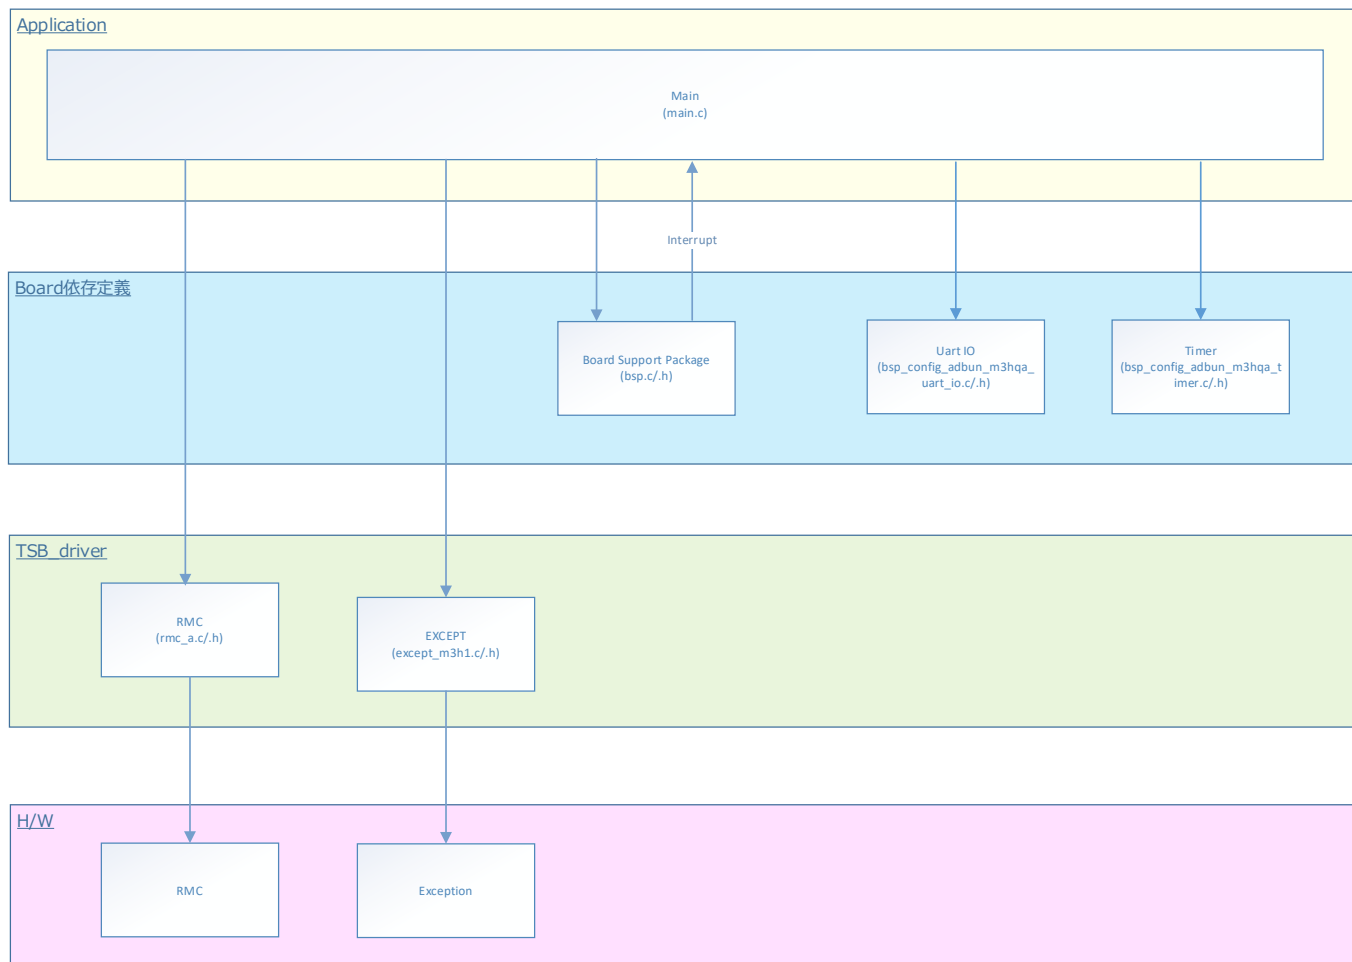 Application
Main
(main.c)
Interrupt
Board依存定義
Board Support Package
(bsp.c/.h)
Uart IO
(bsp_config_adbun_m3hqa_
uart_io.c/.h)
Timer
(bsp_config_adbun_m3hqa_t
imer.c/.h)
TSB_driver
RMC
(rmc_a.c/.h)
EXCEPT
(except_m3h1.c/.h)
H/W
RMC
Exception